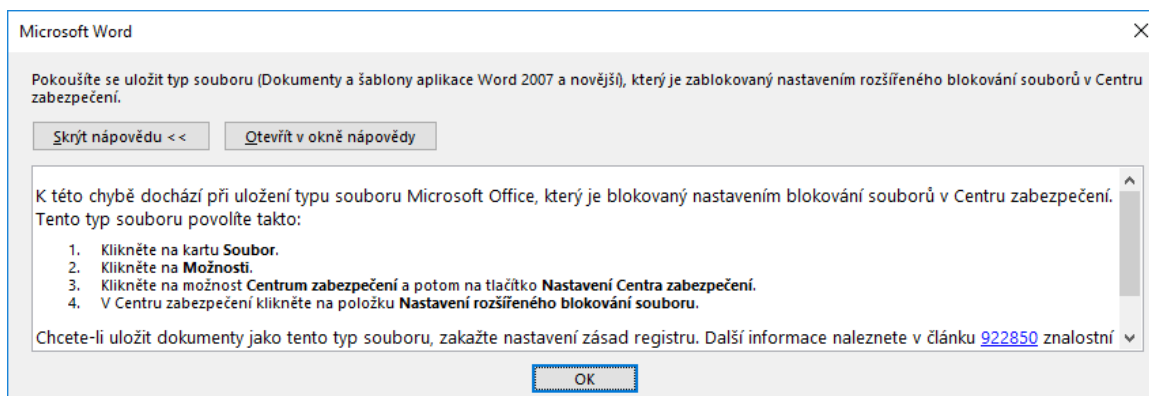 Microsoft Word
Pokoušíte se uložit typ souboru (Dokumenty a šablony aplikace Word 2007 a novější), který je zablokovaný nastavením rozšířeného blokování souborů v Centru
zabezpečení.
Skrýt nápovědu <<
Otevřít v okně nápovědy
K této chybě dochází při uložení typu souboru Microsoft Office, který je blokovaný nastavením blokování souborů v Centru zabezpečení.
Tento typ souboru povolíte takto:
1. Klikněte na kartu Soubor.
2. Klikněte na Možnosti.
3. Klikněte na možnost Centrum zabezpečení a potom na tlačítko Nastavení Centra zabezpečení.
4. V Centru zabezpečení klikněte na položku Nastavení rozšířeného blokování souboru.
Chcete-li uložit dokumenty jako tento typ souboru, zakažte nastavení zásad registru. Další informace naleznete v článku 922850 znalostní
OK